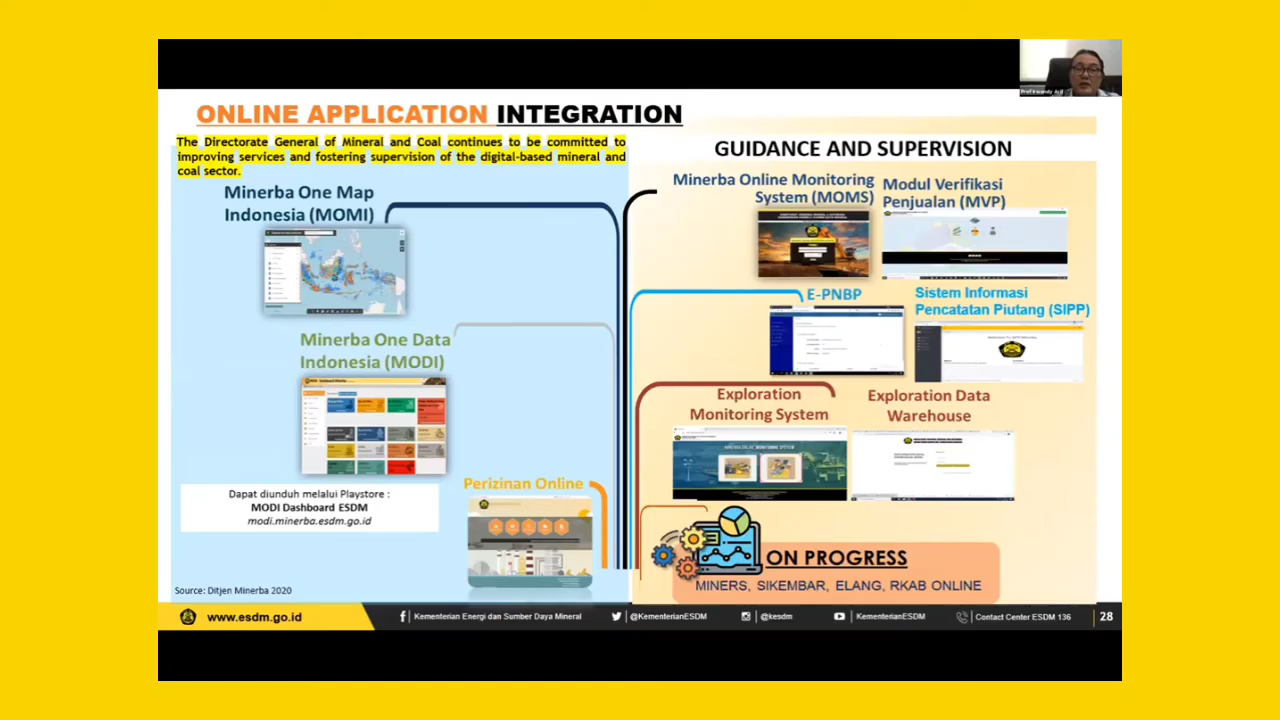 ONLINE APPLICATION INTEGRATION
The Directorate General of Mineral and Coal continues to be committed to
improving services and fostering supervision of the digital-based mineral and
coal sector.
Minerba One Map
Indonesia (MOMI)
Minerba One Data
Indonesia (MODI)
Dapat diunduh melalui Playstore :
MODI Dashboard ESDM
modi.minerba.esdm.go.id
Perizinan Online
Source: Ditjen Minerba 2020
GUIDANCE AND SUPERVISION
Minerba Online Monitoring
System (MOMS)
Modul Verifikasi
Penjualan (MVP)
E-PNBP
Sistem Informasi
Pencatatan Piutang (SIPP)
Exploration
Monitoring System
Exploration Data
Warehouse
ON PROGRESS
MINERS, SIKEMBAR, ELANG, RKAB ONLINE
www.esdm.go.id
Kementerian Energi dan Sumber Daya Mineral
@KementerianESDM
@kesdm
KementerianESDM
Contact Center ESDM 136
28